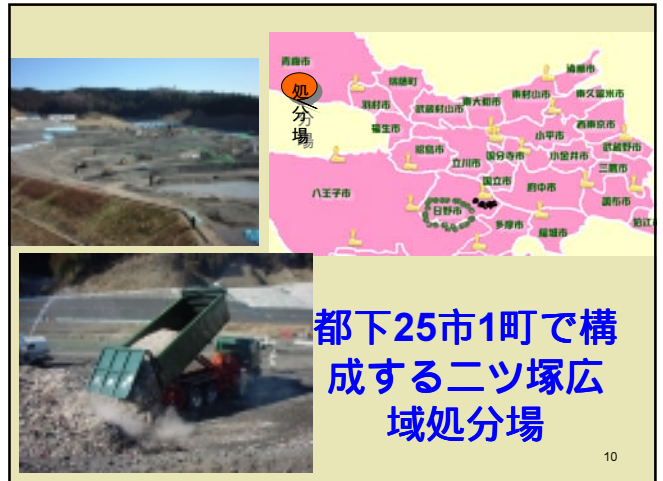 青梅市
処
分
場
瑞穂町
羽村市
武蔵村山市
東大和市
東村山市
清瀬市
東久留米市
福生市
昭島市
立川市
国分寺市
小平市
西東京市
小金井市
武蔵野市
三鷹市
国立市
府中市
八王子市
日野市
多摩市
稲城市
調布市
狛江市
都下25市1町で構
成する二ツ塚広
域処分場
10